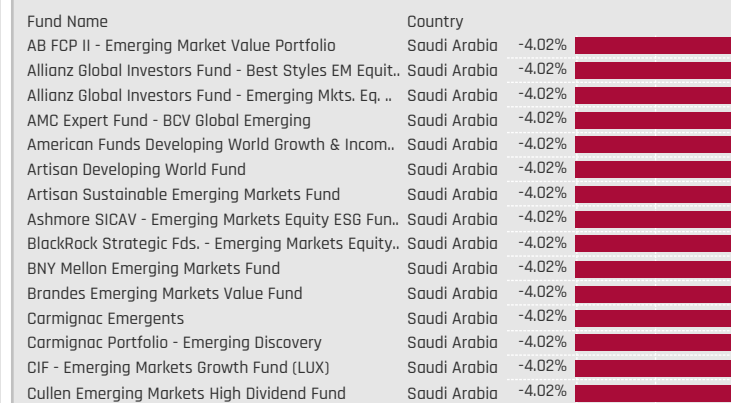 Fund Name Country
AB FCP II - Emerging Market Value Portfolio Saudi Arabia -4.02%
Allianz Global Investors Fund - Best Styles EM Equit.. Saudi Arabia -4.02%
Allianz Global Investors Fund - Emerging Mkts. Eq. .. Saudi Arabia -4.02%
AMC Expert Fund - BCV Global Emerging Saudi Arabia -4.02%
American Funds Developing World Growth & Incom.. Saudi Arabia -4.02%
Artisan Developing World Fund Saudi Arabia -4.02%
Artisan Sustainable Emerging Markets Fund Saudi Arabia -4.02%
Ashmore SICAV - Emerging Markets Equity ESG Fun.. Saudi Arabia -4.02%
BlackRock Strategic Fds. - Emerging Markets Equity.. Saudi Arabia -4.02%
BNY Mellon Emerging Markets Fund Saudi Arabia -4.02%
Brandes Emerging Markets Value Fund Saudi Arabia -4.02%
Carmignac Emergents Saudi Arabia -4.02%
Carmignac Portfolio - Emerging Discovery Saudi Arabia -4.02%
CIF - Emerging Markets Growth Fund (LUX) Saudi Arabia -4.02%
Cullen Emerging Markets High Dividend Fund Saudi Arabia -4.02%